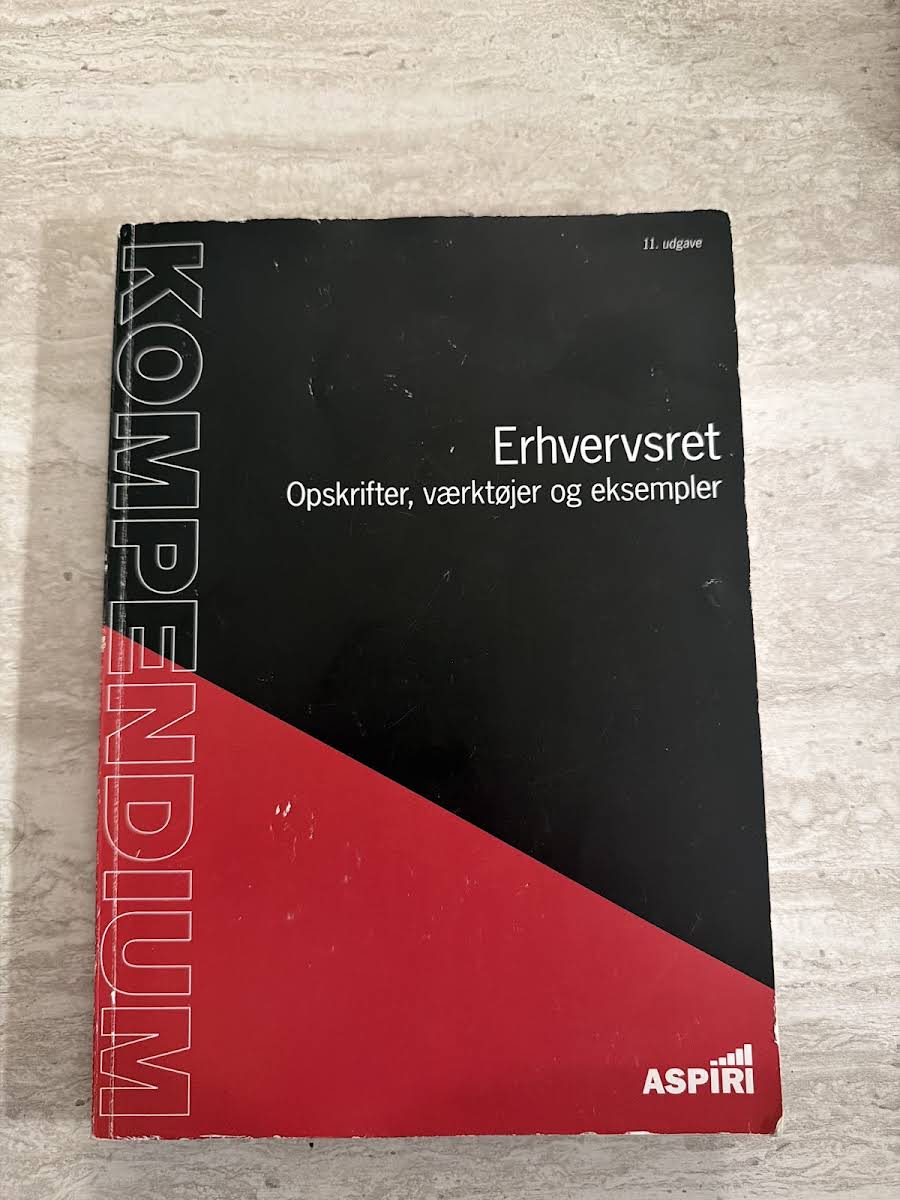 KOMPENDIUM
11. udgave
Erhvervsret
Opskrifter, værktøjer og eksempler
ASPIRI